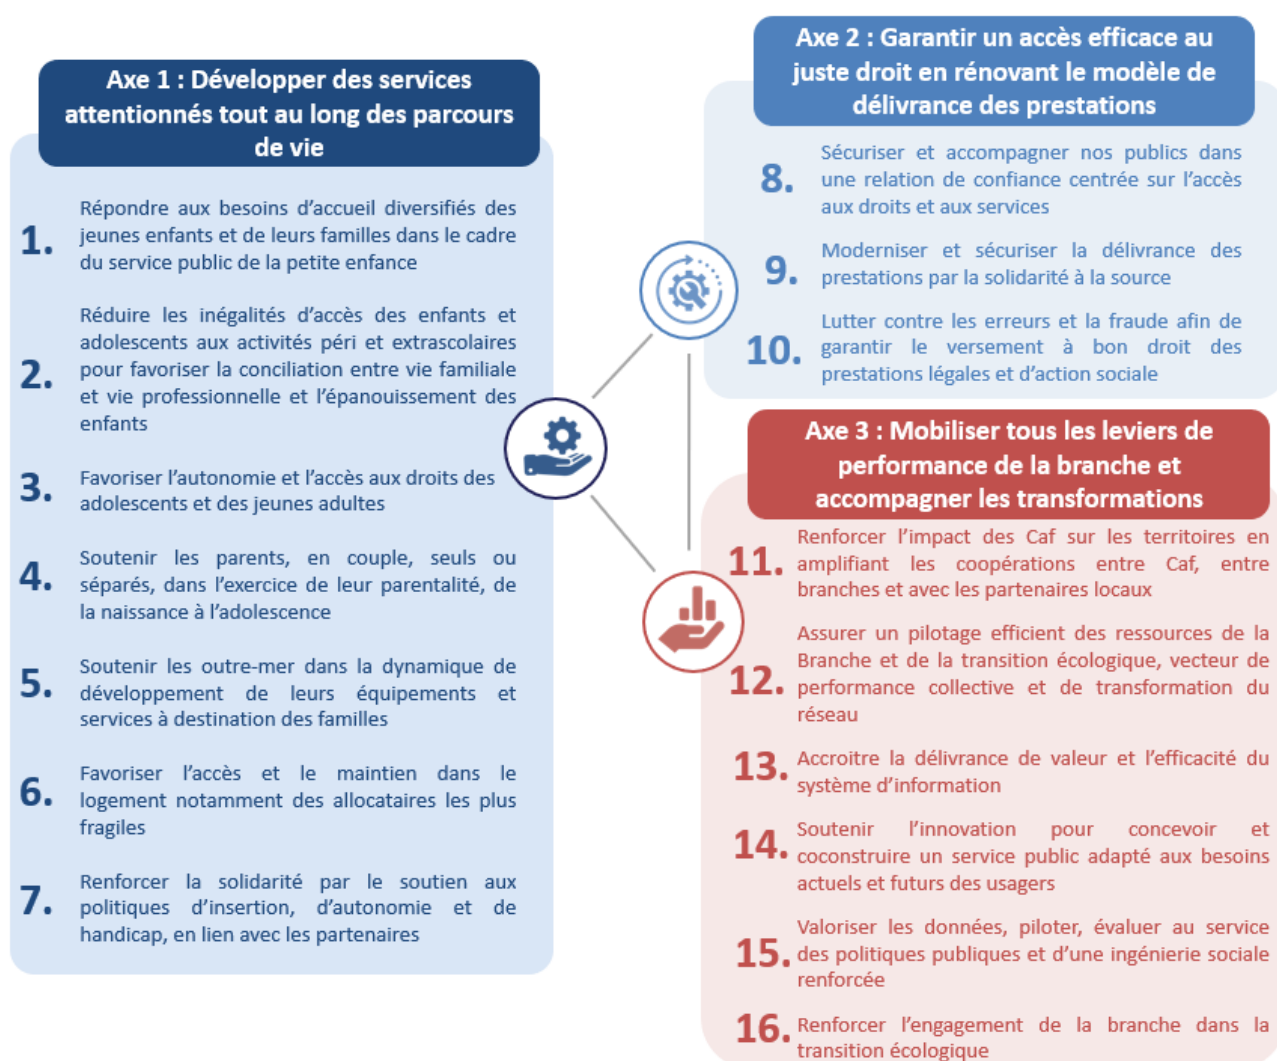 Axe 1 : Développer des services
attentionnés tout au long des parcours
de vie
1.
Répondre aux besoins d’accueil diversifiés des
jeunes enfants et de leurs familles dans le cadre
du service public de la petite enfance
2.
Réduire les inégalités d’accès des enfants et
adolescents aux activités péri et extrascolaires
pour favoriser la conciliation entre vie familiale
et vie professionnelle et l’épanouissement des
enfants
3.
Favoriser l’autonomie et l’accès aux droits des
adolescents et des jeunes adultes
4.
Soutenir les parents, en couple, seuls ou
séparés, dans l’exercice de leur parentalité, de
la naissance à l’adolescence
5.
Soutenir les outre-mer dans la dynamique de
développement de leurs équipements et
services à destination des familles
6.
Favoriser l’accès et le maintien dans le
logement notamment des allocataires les plus
fragiles
7.
Renforcer la solidarité par le soutien aux
politiques d’insertion, d’autonomie et de
handicap, en lien avec les partenaires
Axe 2 : Garantir un accès efficace au
juste droit en rénovant le modèle de
délivrance des prestations
8.
Sécuriser et accompagner nos publics dans
une relation de confiance centrée sur l’accès
aux droits et aux services
9.
Moderniser et sécuriser la délivrance des
prestations par la solidarité à la source
10.
Lutter contre les erreurs et la fraude afin de
garantir le versement à bon droit des
prestations légales et d’action sociale
Axe 3 : Mobiliser tous les leviers de
performance de la branche et
accompagner les transformations
11.
Renforcer l’impact des Caf sur les territoires en
amplifiant les coopérations entre Caf, entre
branches et avec les partenaires locaux
12.
Assurer un pilotage efficient des ressources de la
Branche et de la transition écologique, vecteur de
performance collective et de transformation du
réseau
13.
Accroitre la délivrance de valeur et l’efficacité du
système d’information
14.
Soutenir l’innovation pour concevoir et
coconstruire un service public adapté aux besoins
actuels et futurs des usagers
15.
Valoriser les données, piloter, évaluer au service
des politiques publiques et d’une ingénierie sociale
renforcée
16.
Renforcer l’engagement de la branche dans la
transition écologique